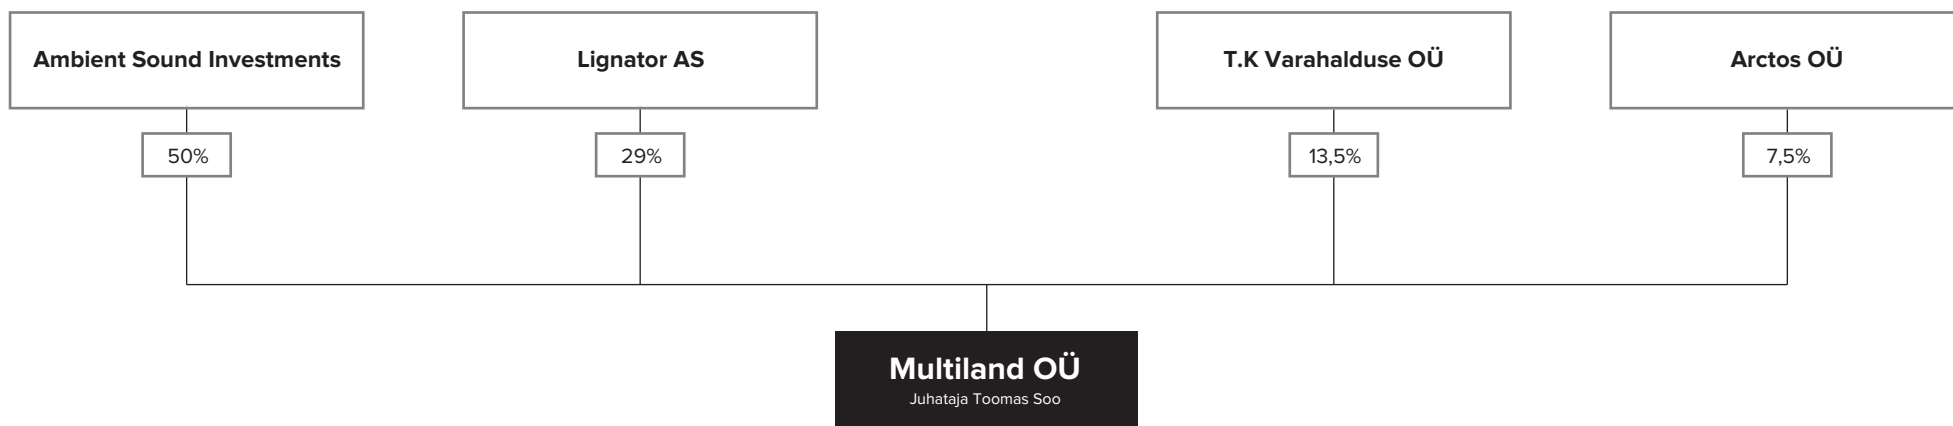 Ambient Sound Investments
Lignator AS
T.K Varahalduse OÜ
Arctos OÜ
50%
29%
13,5%
7,5%
Multiland OÜ
Juhataja Toomas Soo